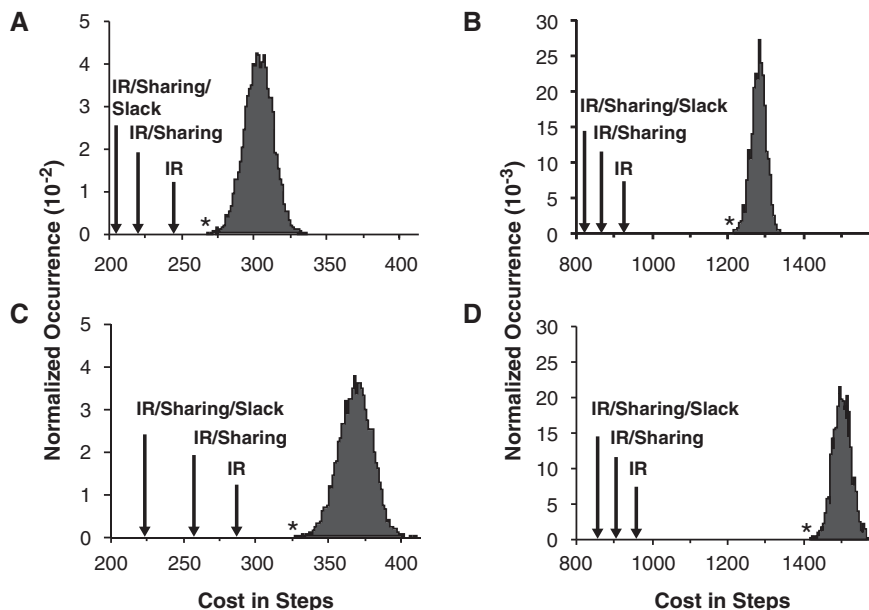 A
5
4
3
2
1
0
IR/Sharing/
Slack
IR/Sharing
IR
*
200 250 300 350 400
B
30
25
20
15
10
5
0
IR/Sharing/Slack
IR/Sharing
IR
*
800 1000 1200 1400
C
5
4
3
2
1
0
IR/Sharing/Slack
IR/Sharing
IR
*
200 250 300 350 400
Cost in Steps
D
30
25
20
15
10
5
0
IR/Sharing/Slack
IR/Sharing
IR
*
800 1000 1200 1400
Cost in Steps
Normalized Occurrence (10⁻²)
Normalized Occurrence (10⁻³)